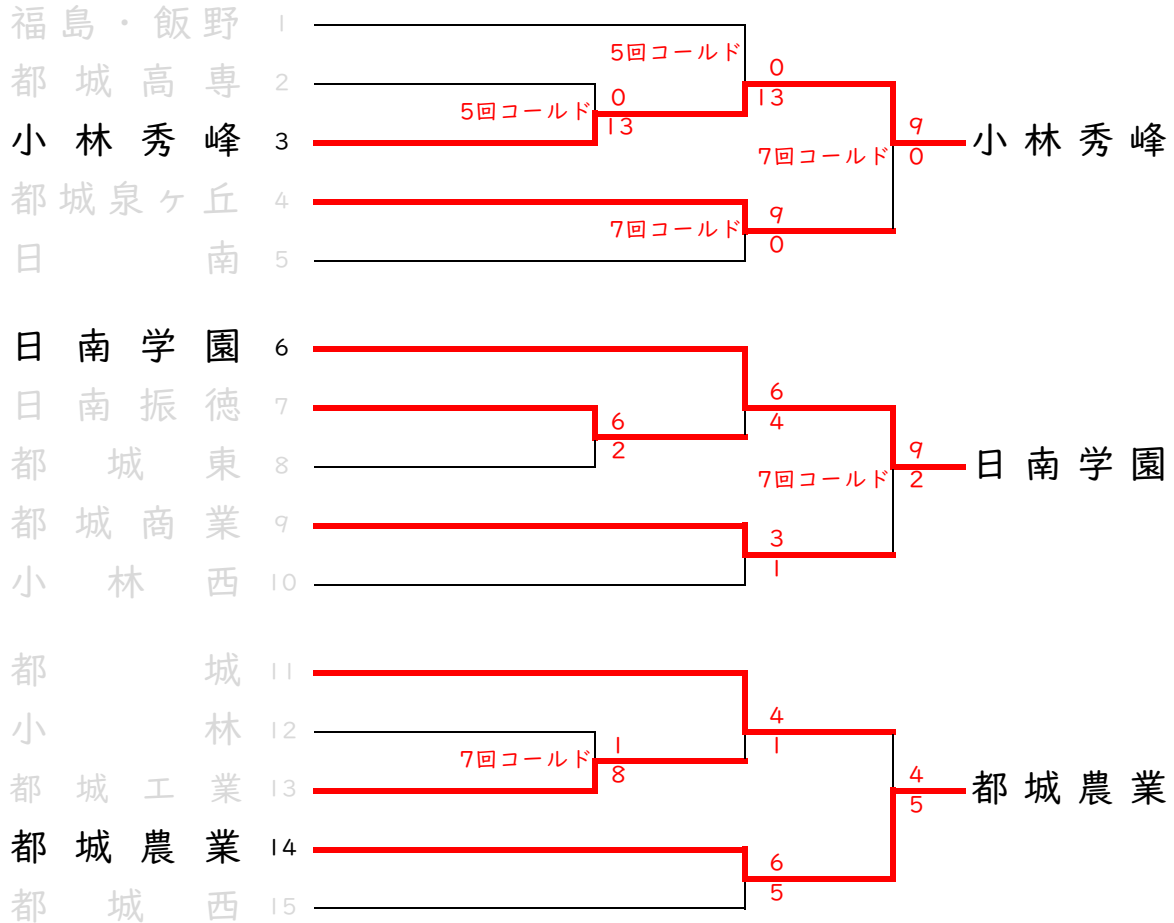 福島・飯野 1
5回コールド
0
都城高専 2
13
5回コールド
0
13
小林秀峰 3
9
0
小林秀峰
7回コールド
都城泉ヶ丘 4
9
7回コールド
0
日南 5
日南学園 6
6
日南振徳 7
4
6
2
都城東 8
9
2
日南学園
7回コールド
都城商業 9
3
1
小林西 10
都城 11
4
小林 12
1
7回コールド
1
8
都城工業 13
4
5
都城農業
都城農業 14
6
5
都城西 15